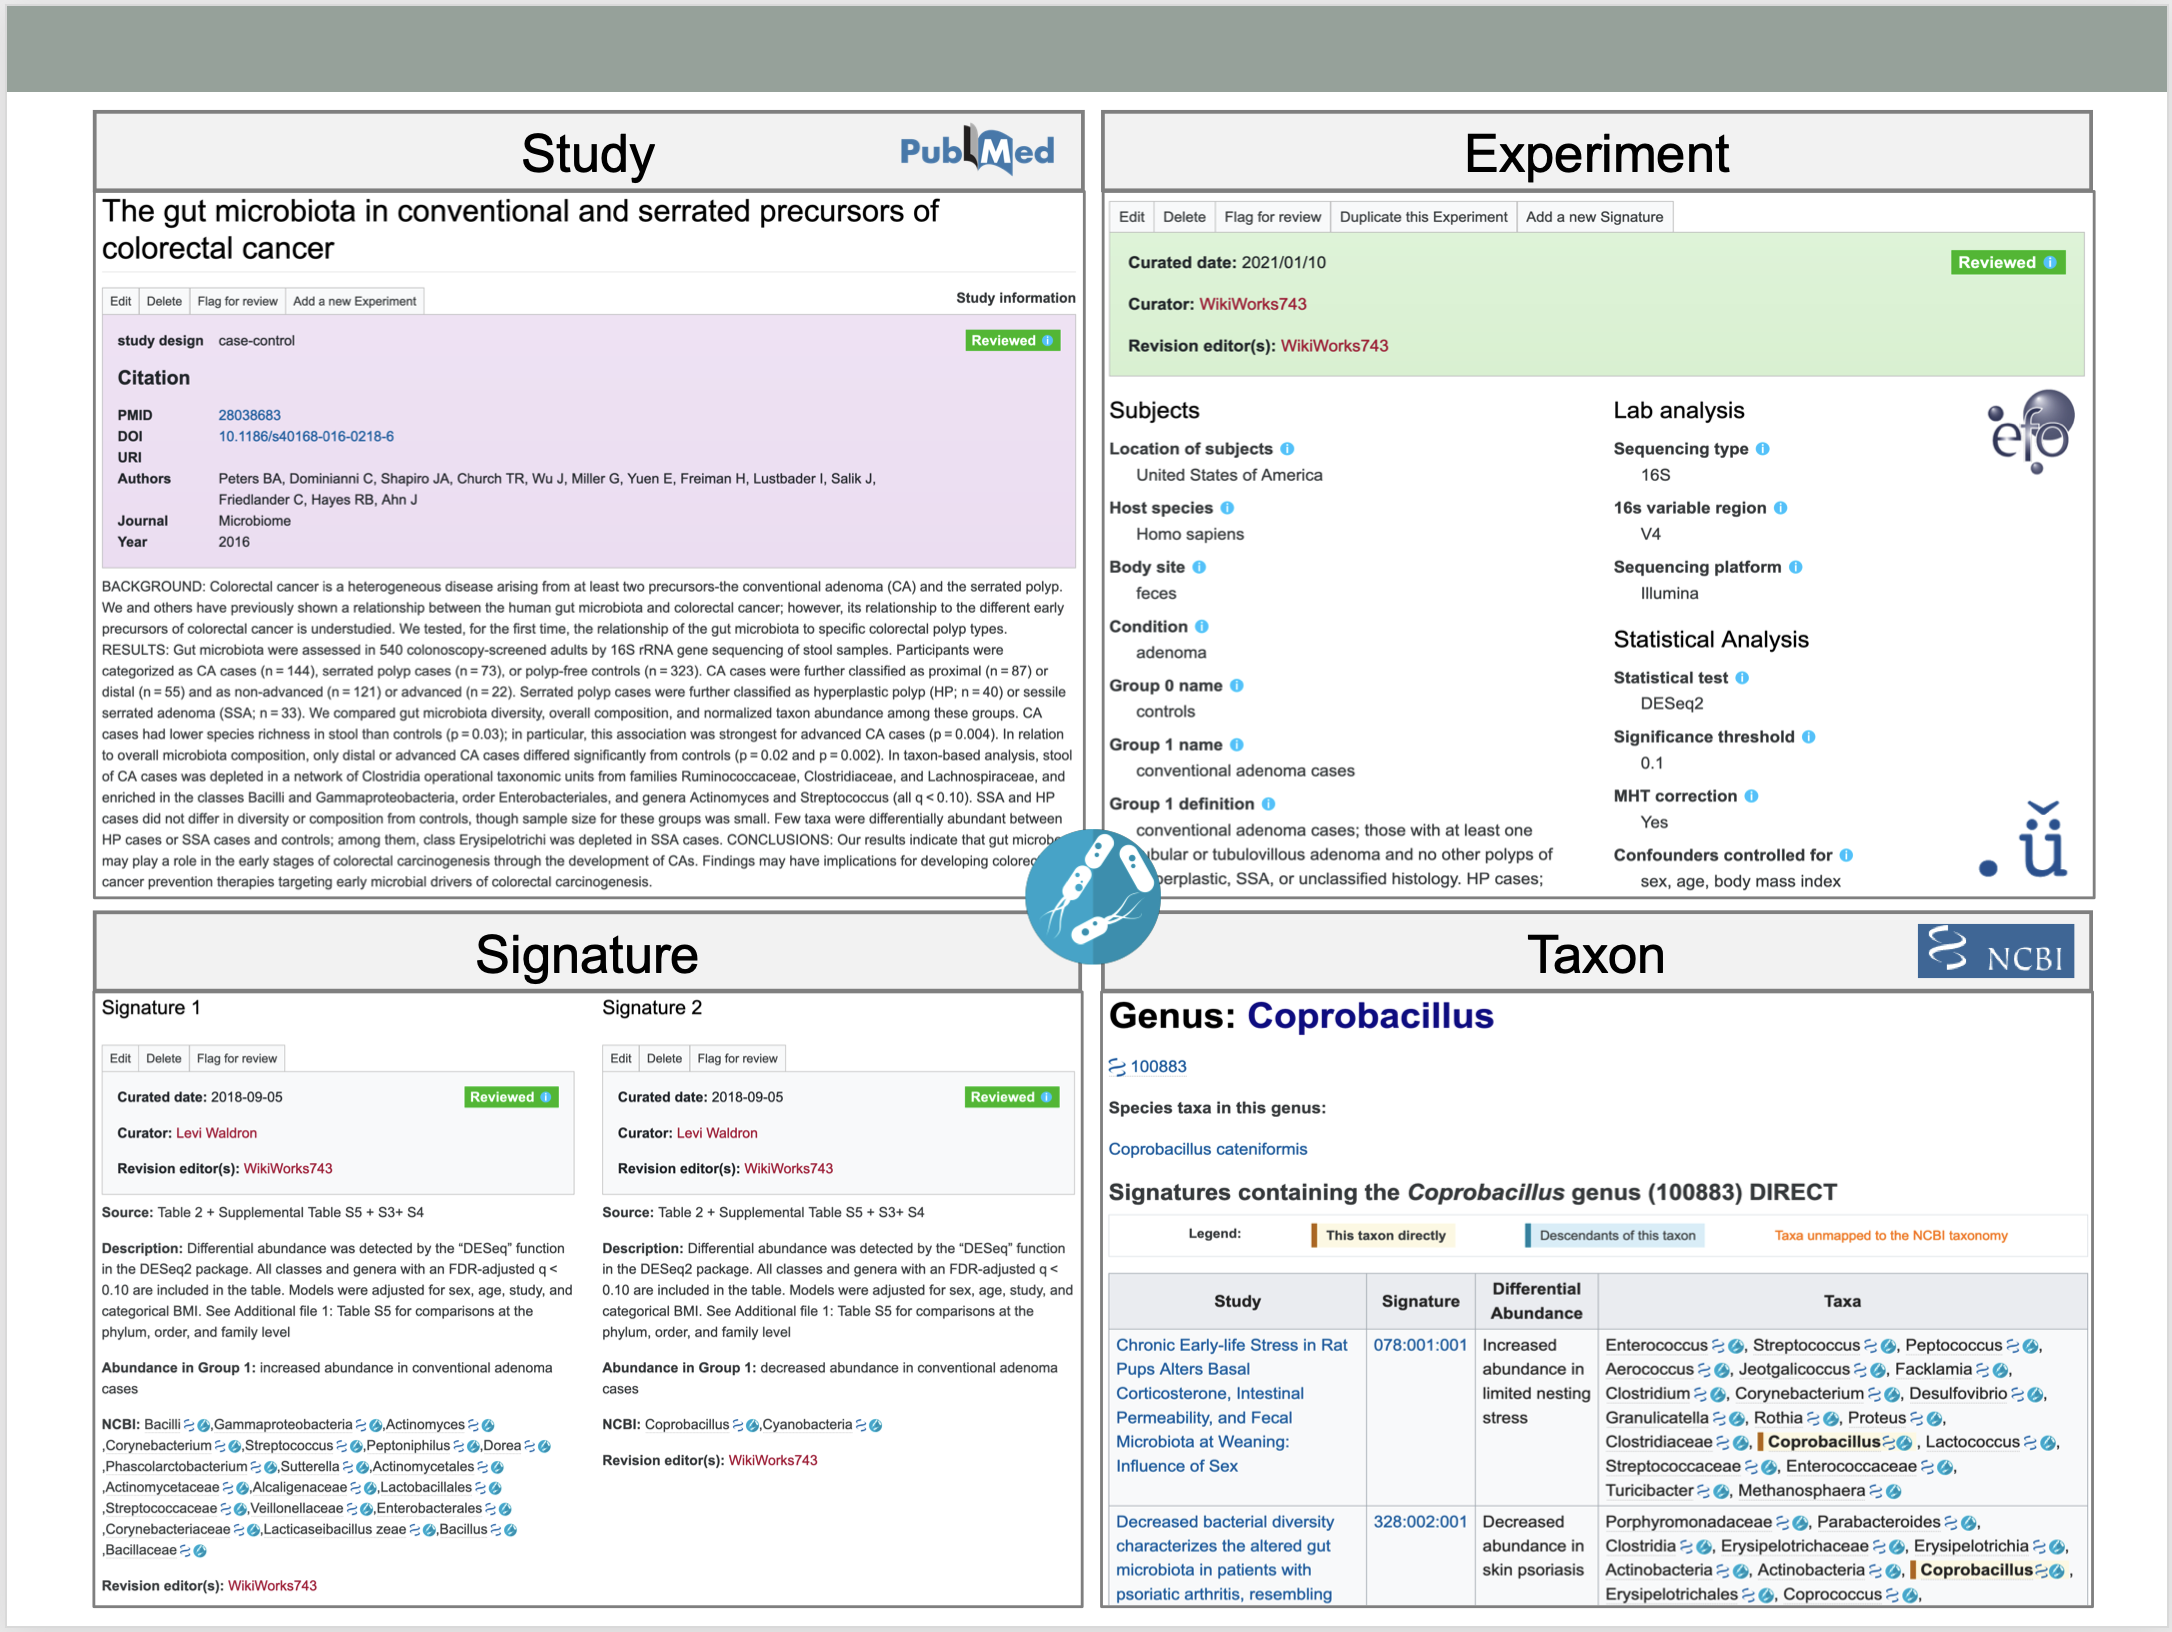 Study
PubMed
The gut microbiota in conventional and serrated precursors of
colorectal cancer
Edit Delete Flag for review Add a new Experiment
Study information
study design case-control
Reviewed
Citation
PMID 28038683
DOI 10.1186/s40168-016-0218-6
URI
Authors Peters BA, Dominianni C, Shapiro JA, Church TR, Wu J, Miller G, Yuen E, Freiman H, Lustbader I, Salik J,
Friedlander C, Hayes RB, Ahn J
Journal Microbiome
Year 2016
BACKGROUND: Colorectal cancer is a heterogeneous disease arising from at least two precursors-the conventional adenoma (CA) and the serrated polyp.
We and others have previously shown a relationship between the human gut microbiota and colorectal cancer; however, its relationship to the different early
precursors of colorectal cancer is understudied. We tested, for the first time, the relationship of the gut microbiota to specific colorectal polyp types.
RESULTS: Gut microbiota were assessed in 540 colonoscopy-screened adults by 16S rRNA gene sequencing of stool samples. Participants were
categorized as CA cases (n = 144), serrated polyp cases (n = 73), or polyp-free controls (n = 323). CA cases were further classified as proximal (n = 87) or
distal (n = 55) and as non-advanced (n = 121) or advanced (n = 22). Serrated polyp cases were further classified as hyperplastic polyp (HP; n = 40) or sessile
serrated adenoma (SSA; n = 33). We compared gut microbiota diversity, overall composition, and normalized taxon abundance among these groups. CA
cases had lower species richness in stool than controls (p = 0.03); in particular, this association was strongest for advanced CA cases (p = 0.004). In relation
to overall microbiota composition, only distal or advanced CA cases differed significantly from controls (p = 0.02 and p = 0.002). In taxon-based analysis, stool
of CA cases was depleted in a network of Clostridia operational taxonomic units from families Ruminococcaceae, Clostridiaceae, and Lachnospiraceae, and
enriched in the classes Bacilli and Gammaproteobacteria, order Enterobacteriales, and genera Actinomyces and Streptococcus (all q < 0.10). SSA and HP
cases did not differ in diversity or composition from controls, though sample size for these groups was small. Few taxa were differentially abundant between
HP cases or SSA cases and controls; among them, class Erysipelotrichi was depleted in SSA cases. CONCLUSIONS: Our results indicate that gut microbe
may play a role in the early stages of colorectal carcinogenesis through the development of CAs. Findings may have implications for developing colorec
cancer prevention therapies targeting early microbial drivers of colorectal carcinogenesis.
Experiment
Edit Delete Flag for review Duplicate this Experiment Add a new Signature
Curated date: 2021/01/10
Reviewed
Curator: WikiWorks743
Revision editor(s): WikiWorks743
Subjects
Location of subjects
United States of America
Host species
Homo sapiens
Body site
feces
Condition
adenoma
Group 0 name
controls
Group 1 name
conventional adenoma cases
Group 1 definition
conventional adenoma cases; those with at least one
bular or tubulovillous adenoma and no other polyps of
erplastic, SSA, or unclassified histology. HP cases;
Lab analysis
efo
Sequencing type
16S
16s variable region
V4
Sequencing platform
Illumina
Statistical Analysis
Statistical test
DESeq2
Significance threshold
0.1
MHT correction
Yes
Confounders controlled for
sex, age, body mass index
.ü
Signature
Signature 1
Edit Delete Flag for review
Curated date: 2018-09-05
Reviewed
Curator: Levi Waldron
Revision editor(s): WikiWorks743
Source: Table 2 + Supplemental Table S5 + S3+ S4
Description: Differential abundance was detected by the “DESeq” function
in the DESeq2 package. All classes and genera with an FDR-adjusted q <
0.10 are included in the table. Models were adjusted for sex, age, study, and
categorical BMI. See Additional file 1: Table S5 for comparisons at the
phylum, order, and family level
Abundance in Group 1: increased abundance in conventional adenoma
cases
NCBI: Bacilli ,Gammaproteobacteria ,Actinomyces
,Corynebacterium ,Streptococcus ,Peptoniphilus ,Dorea
,Phascolarctobacterium ,Sutterella ,Actinomycetales
,Actinomycetaceae ,Alcaligenaceae ,Lactobacillales
,Streptococcaceae ,Veillonellaceae ,Enterobacterales
,Corynebacteriaceae ,Lacticaseibacillus zeae ,Bacillus
,Bacillaceae
Revision editor(s): WikiWorks743
Signature 2
Edit Delete Flag for review
Curated date: 2018-09-05
Reviewed
Curator: Levi Waldron
Revision editor(s): WikiWorks743
Source: Table 2 + Supplemental Table S5 + S3+ S4
Description: Differential abundance was detected by the “DESeq” function
in the DESeq2 package. All classes and genera with an FDR-adjusted q <
0.10 are included in the table. Models were adjusted for sex, age, study, and
categorical BMI. See Additional file 1: Table S5 for comparisons at the
phylum, order, and family level
Abundance in Group 1: decreased abundance in conventional adenoma
cases
NCBI: Coprobacillus ,Cyanobacteria
Revision editor(s): WikiWorks743
Taxon
NCBI
Genus: Coprobacillus
100883
Species taxa in this genus:
Coprobacillus cateniformis
Signatures containing the Coprobacillus genus (100883) DIRECT
Legend: This taxon directly Descendants of this taxon Taxa unmapped to the NCBI taxonomy
Study Signature Differential Abundance Taxa
Chronic Early-life Stress in Rat
Pups Alters Basal
Corticosterone, Intestinal
Permeability, and Fecal
Microbiota at Weaning:
Influence of Sex
078:001:001
Increased
abundance in
limited nesting
stress
Enterococcus , Streptococcus , Peptococcus ,
Aerococcus , Jeotgalicoccus , Facklamia ,
Clostridium , Corynebacterium , Desulfovibrio ,
Granulicatella , Rothia , Proteus ,
Clostridiaceae , Coprobacillus , Lactococcus ,
Streptococcaceae , Enterococcaceae ,
Turicibacter , Methanosphaera
Decreased bacterial diversity
characterizes the altered gut
microbiota in patients with
psoriatic arthritis, resembling
328:002:001
Decreased
abundance in
skin psoriasis
Porphyromonadaceae , Parabacteroides ,
Clostridia , Erysipelotrichaceae , Erysipelotrichia ,
Actinobacteria , Actinobacteria , Coprobacillus ,
Erysipelotrichales , Coprococcus ,